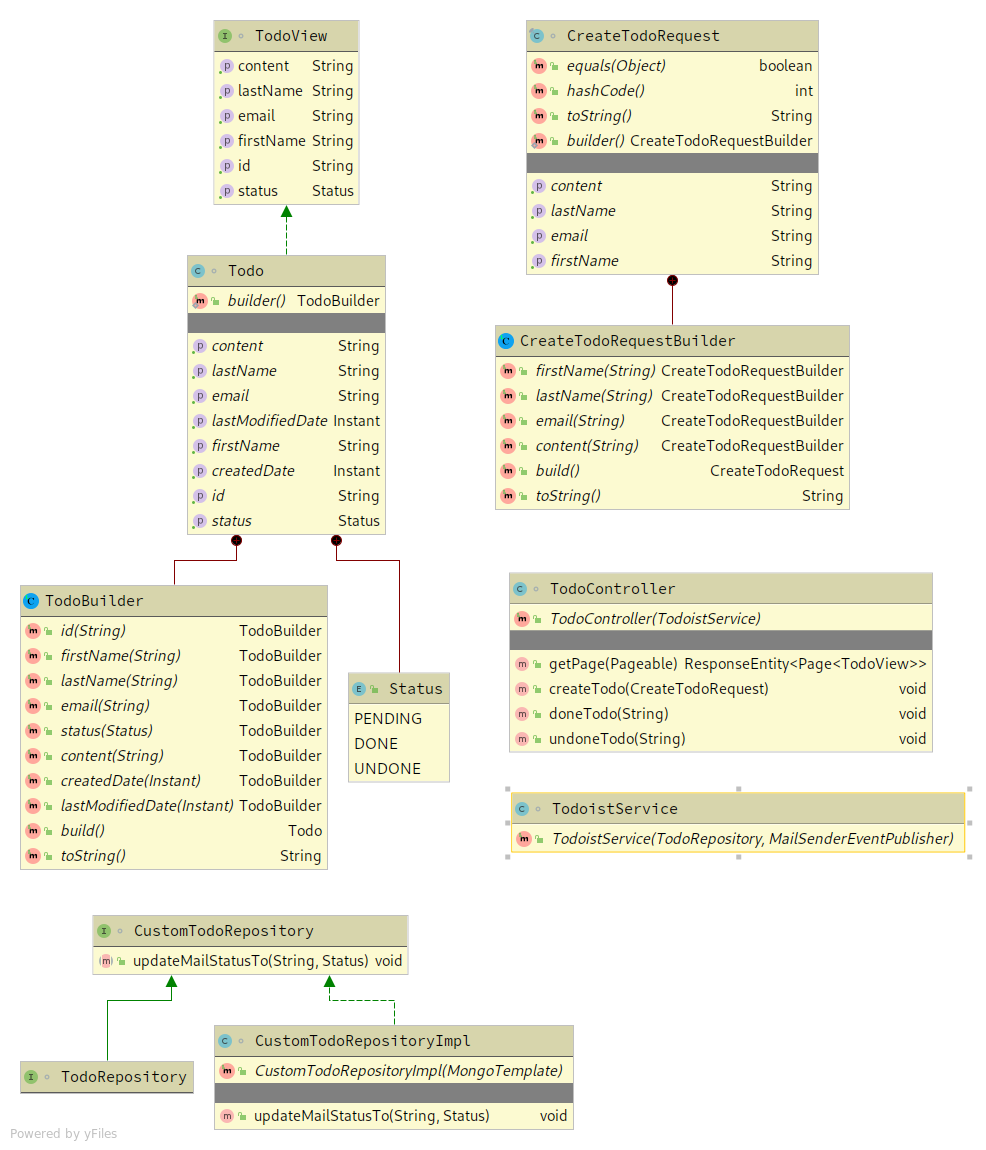 TodoView
content String
lastName String
email String
firstName String
id String
status Status
CreateTodoRequest
equals(Object) boolean
hashCode() int
toString() String
builder() CreateTodoRequestBuilder
content String
lastName String
email String
firstName String
Todo
builder() TodoBuilder
content String
lastName String
email String
lastModifiedDate Instant
firstName String
createdDate Instant
id String
status Status
CreateTodoRequestBuilder
firstName(String) CreateTodoRequestBuilder
lastName(String) CreateTodoRequestBuilder
email(String) CreateTodoRequestBuilder
content(String) CreateTodoRequestBuilder
build() CreateTodoRequest
toString() String
TodoBuilder
id(String) TodoBuilder
firstName(String) TodoBuilder
lastName(String) TodoBuilder
email(String) TodoBuilder
status(Status) TodoBuilder
content(String) TodoBuilder
createdDate(Instant) TodoBuilder
lastModifiedDate(Instant) TodoBuilder
build() Todo
toString() String
Status
PENDING
DONE
UNDONE
TodoController
TodoController(TodoistService)
getPage(Pageable) ResponseEntity<Page<TodoView>>
createTodo(CreateTodoRequest) void
doneTodo(String) void
undoneTodo(String) void
TodoistService
TodoistService(TodoRepository, MailSenderEventPublisher)
CustomTodoRepository
updateMailStatusTo(String, Status) void
TodoRepository
CustomTodoRepositoryImpl
CustomTodoRepositoryImpl(MongoTemplate)
updateMailStatusTo(String, Status) void
Powered by yFiles